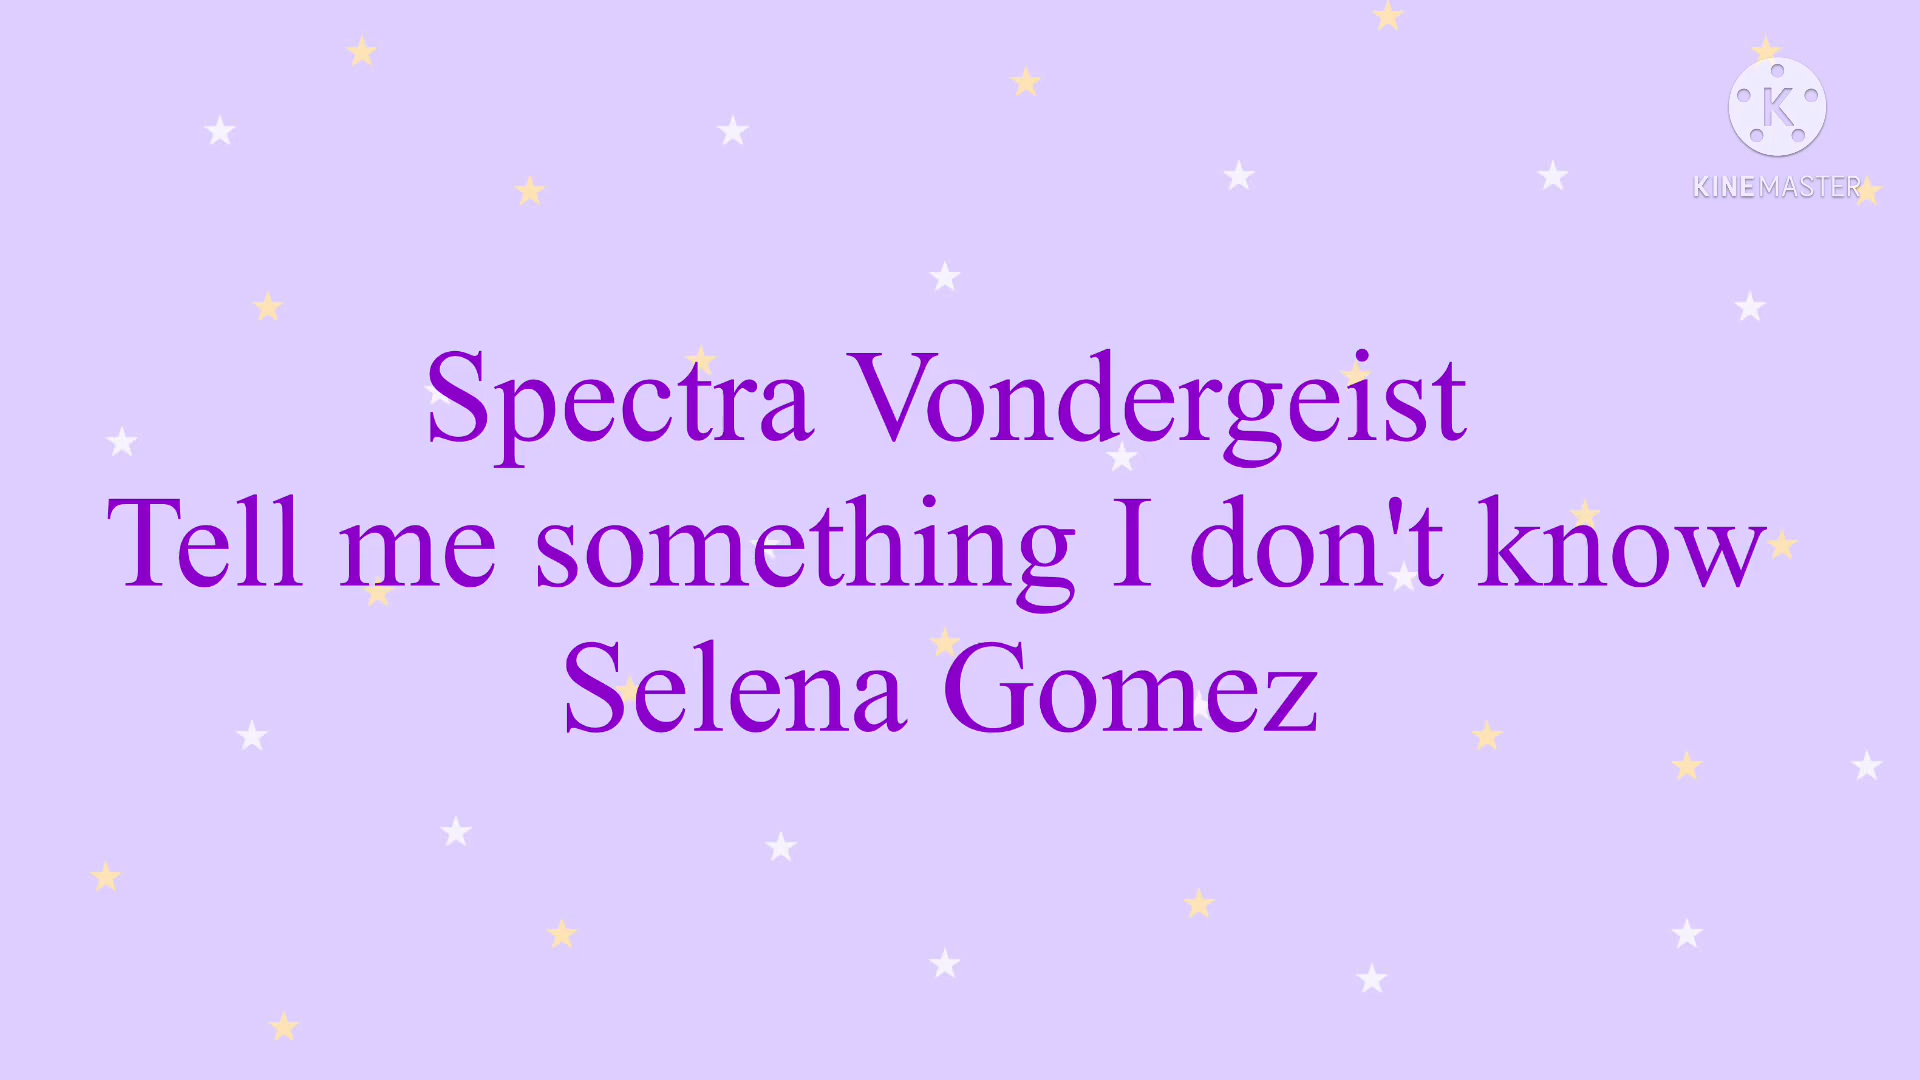 K
KINEMASTER
Spectra Vondergeist
Tell me something I don't know
Selena Gomez